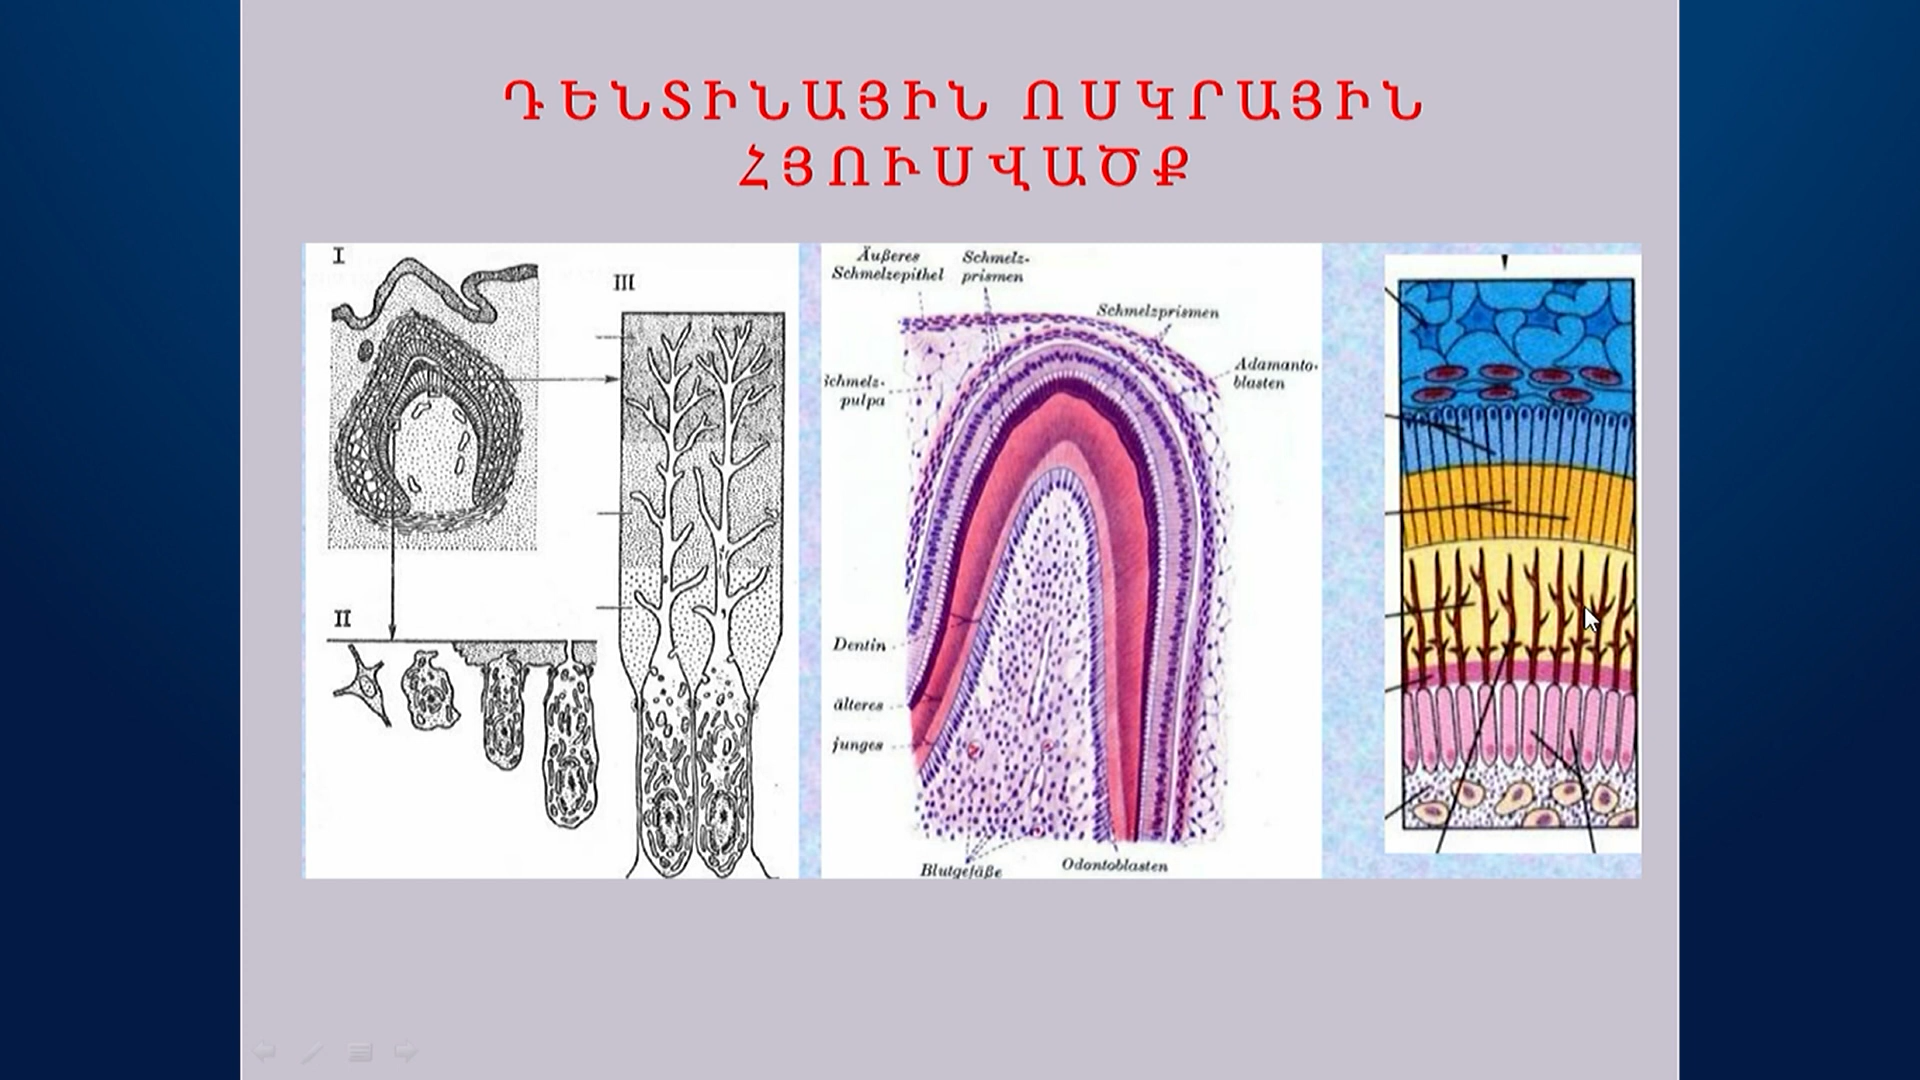 ԴԵՆՏԻՆԱՅԻՆ ՈՍԿՐԱՅԻՆ
ՀՅՈՒՍՎԱԾՔ
I
III
II
Äußeres
Schmelzepithel
Schmelz-
prismen
Schmelzprismen
Adamanto-
blasten
Schmelz-
pulpa
Dentin
älteres
junges
Blutgefäße
Odontoblasten